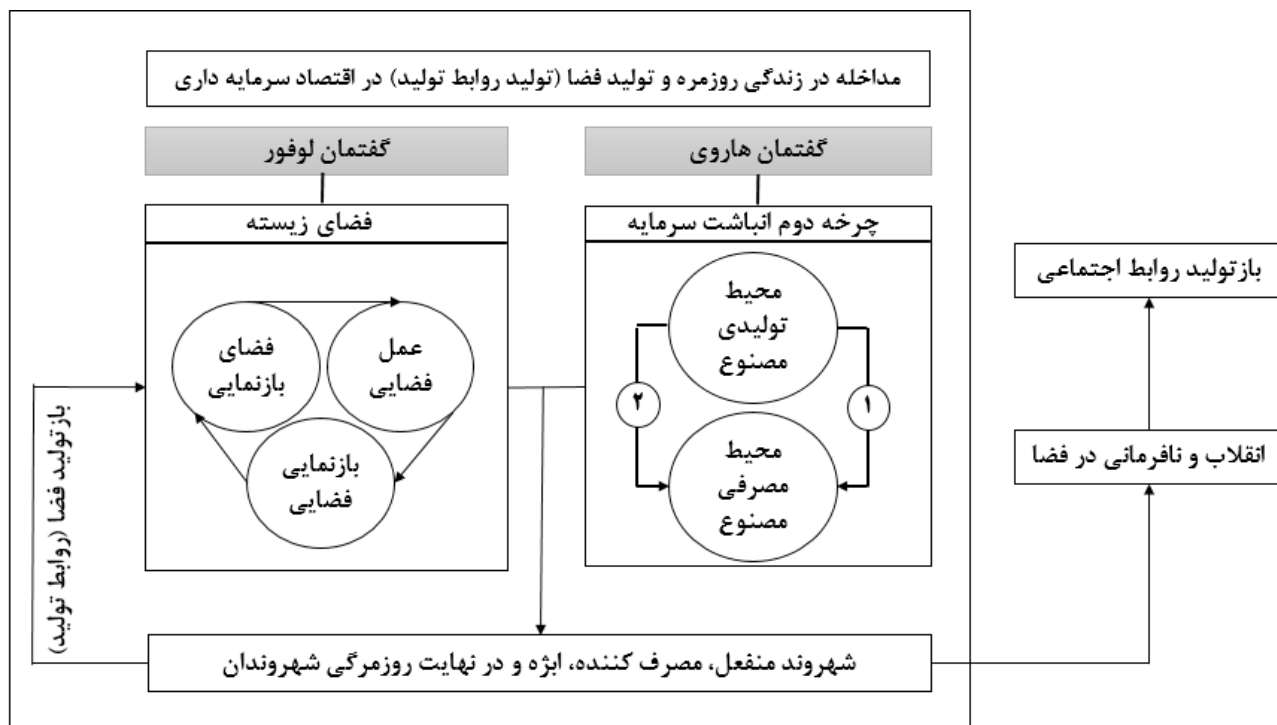 مداخله در زندگی روزمره و تولید فضا (تولید روابط تولید) در اقتصاد سرمایه داری
گفتمان هاروی
گفتمان لوفور
چرخه دوم انباشت سرمایه
فضای زیسته
محیط
تولیدی
مصنوع
۱
۲
محیط
مصرفی
مصنوع
عمل
فضایی
فضای
بازنمایی
بازنمایی
فضایی
بازتولید روابط اجتماعی
انقلاب و نافرمانی در فضا
بازتولید فضا (روابط تولید)
شهروند منفعل، مصرف کننده، ابژه و در نهایت روزمرگی شهروندان